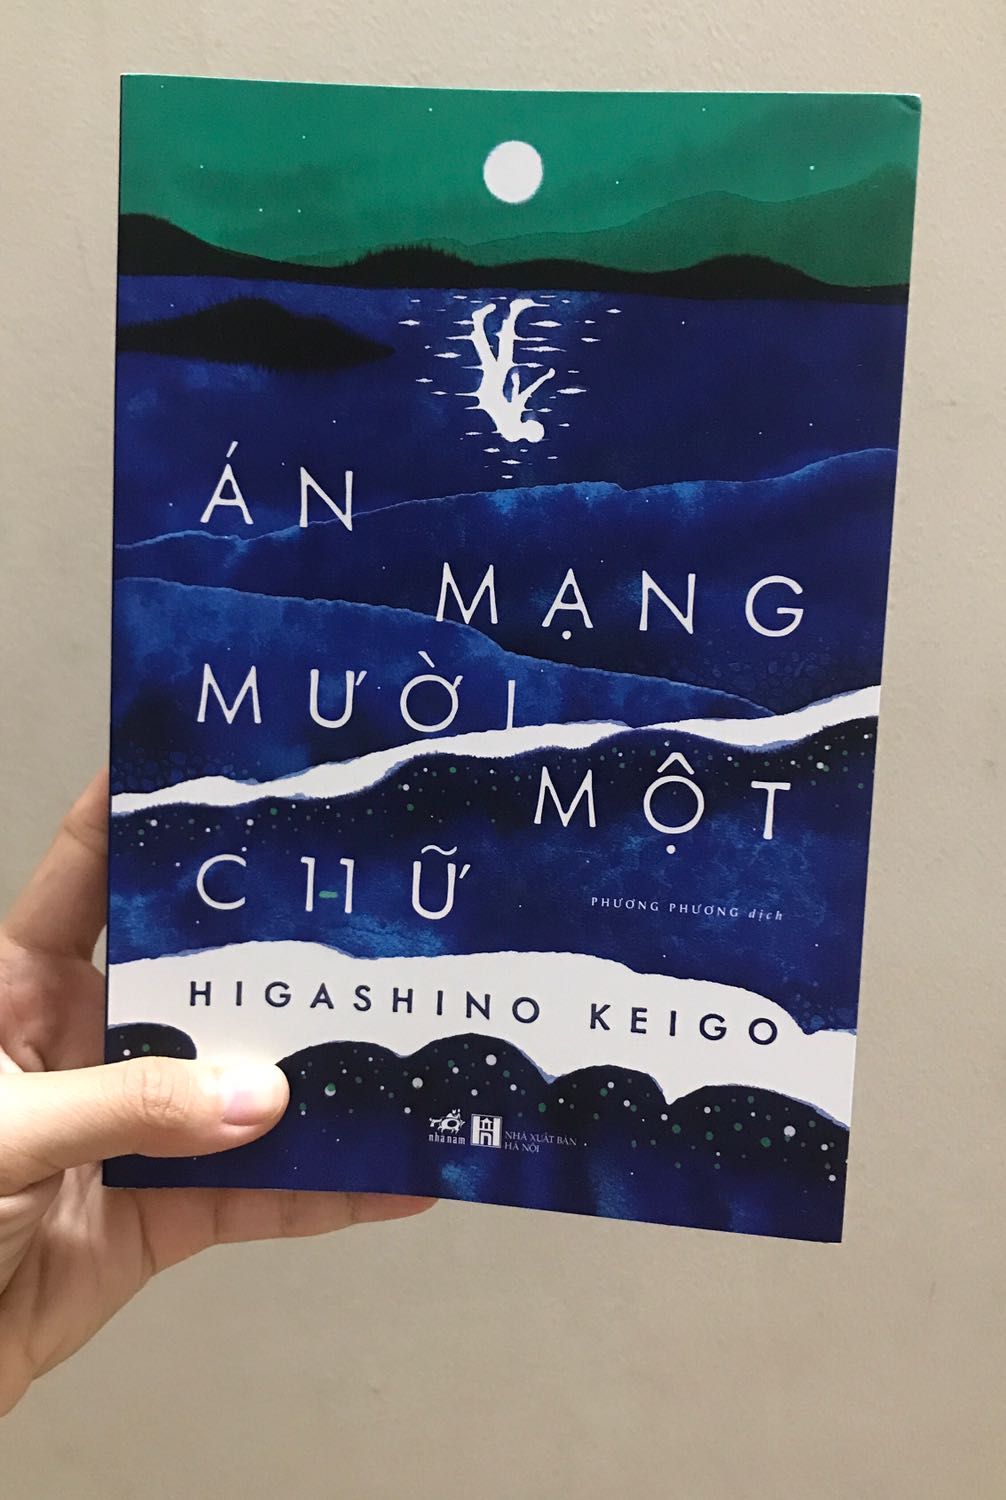 ÁN
MẠNG
MƯỜI
MỘT
CHỮ
PHƯƠNG PHƯƠNG dịch
HIGASHINO KEIGO
nhã nam
NHÀ XUẤT BẢN
HÀ NỘI